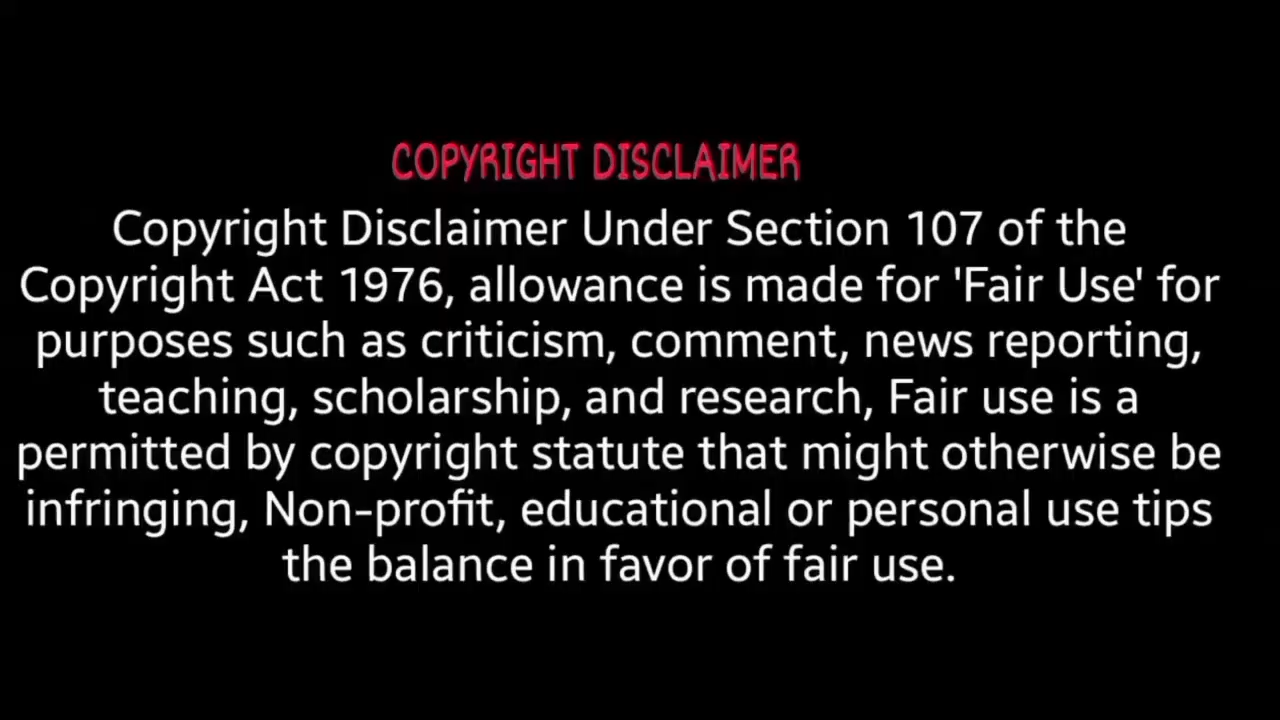 COPYRIGHT DISCLAIMER
Copyright Disclaimer Under Section 107 of the
Copyright Act 1976, allowance is made for 'Fair Use' for
purposes such as criticism, comment, news reporting,
teaching, scholarship, and research, Fair use is a
permitted by copyright statute that might otherwise be
infringing, Non-profit, educational or personal use tips
the balance in favor of fair use.